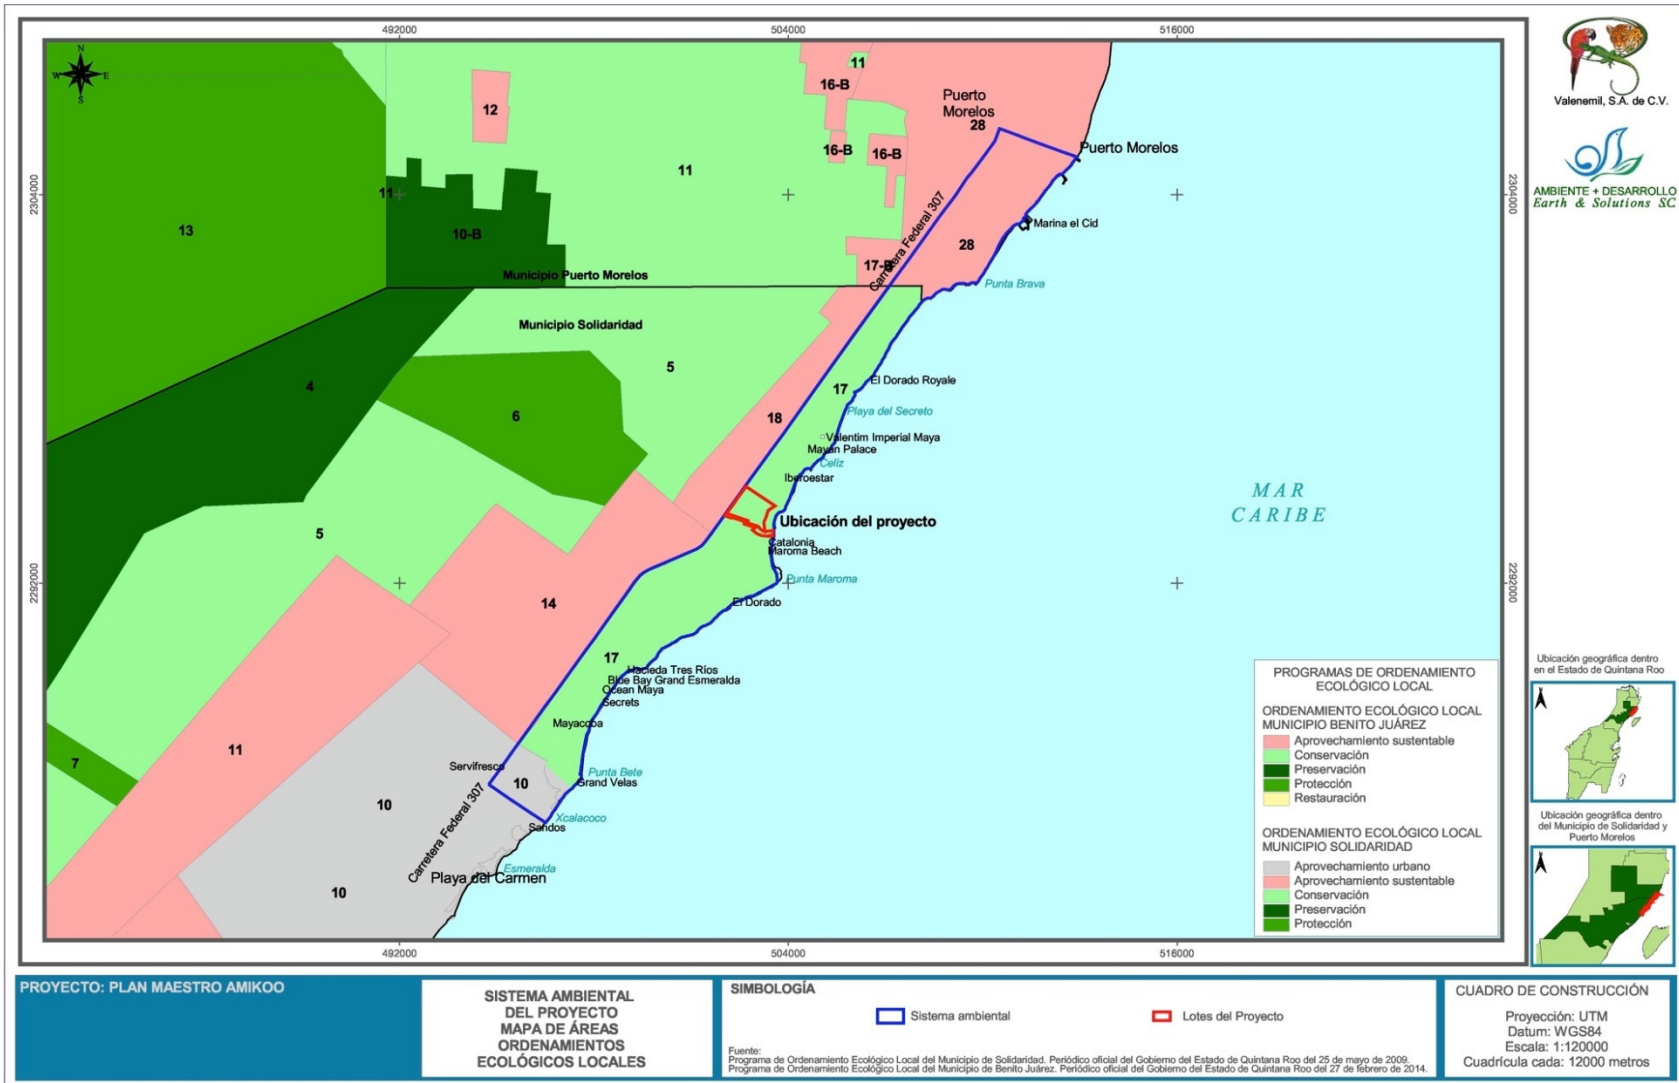 492000
504000
516000
N
W
E
S
13
12
11
11
16-B
16-B
16-B
11
10-B
17-B
Puerto
Morelos
28
Puerto Morelos
Carretera Federal 307
28
Marina el Cid
Punta Brava
Municipio Puerto Morelos
Municipio Solidaridad
4
5
6
18
17
El Dorado Royale
Playa del Secreto
Valentim Imperial Maya
Mayan Palace
Celiz
Iberoestar
Ubicación del proyecto
Catalonia
Maroma Beach
Punta Maroma
El Dorado
5
14
17
Hacieda Tres Ríos
Blue Bay Grand Esmeralda
Ocean Maya
Secrets
Mayacoba
Punta Bete
Grand Velas
Servifresco
10
Xcalacoco
Sandos
Esmeralda
Carretera Federal 307
Playa del Carmen
7
11
10
10
MAR
CARIBE
2304000
2292000
2304000
2292000
492000
504000
516000
PROGRAMAS DE ORDENAMIENTO
ECOLÓGICO LOCAL
ORDENAMIENTO ECOLÓGICO LOCAL
MUNICIPIO BENITO JUÁREZ
Aprovechamiento sustentable
Conservación
Preservación
Protección
Restauración
ORDENAMIENTO ECOLÓGICO LOCAL
MUNICIPIO SOLIDARIDAD
Aprovechamiento urbano
Aprovechamiento sustentable
Conservación
Preservación
Protección
Valenemil, S.A. de C.V.
AMBIENTE + DESARROLLO
Earth & Solutions SC
Ubicación geográfica dentro
en el Estado de Quintana Roo
N
Ubicación geográfica dentro
del Municipio de Solidaridad y
Puerto Morelos
N
PROYECTO: PLAN MAESTRO AMIKOO
SISTEMA AMBIENTAL
DEL PROYECTO
MAPA DE ÁREAS
ORDENAMIENTOS
ECOLÓGICOS LOCALES
SIMBOLOGÍA
Sistema ambiental
Lotes del Proyecto
Fuente:
Programa de Ordenamiento Ecológico Local del Municipio de Solidaridad. Periódico oficial del Gobierno del Estado de Quintana Roo del 25 de mayo de 2009.
Programa de Ordenamiento Ecológico Local del Municipio de Benito Juárez. Periódico oficial del Gobierno del Estado de Quintana Roo del 27 de febrero de 2014.
CUADRO DE CONSTRUCCIÓN
Proyección: UTM
Datum: WGS84
Escala: 1:120000
Cuadrícula cada: 12000 metros